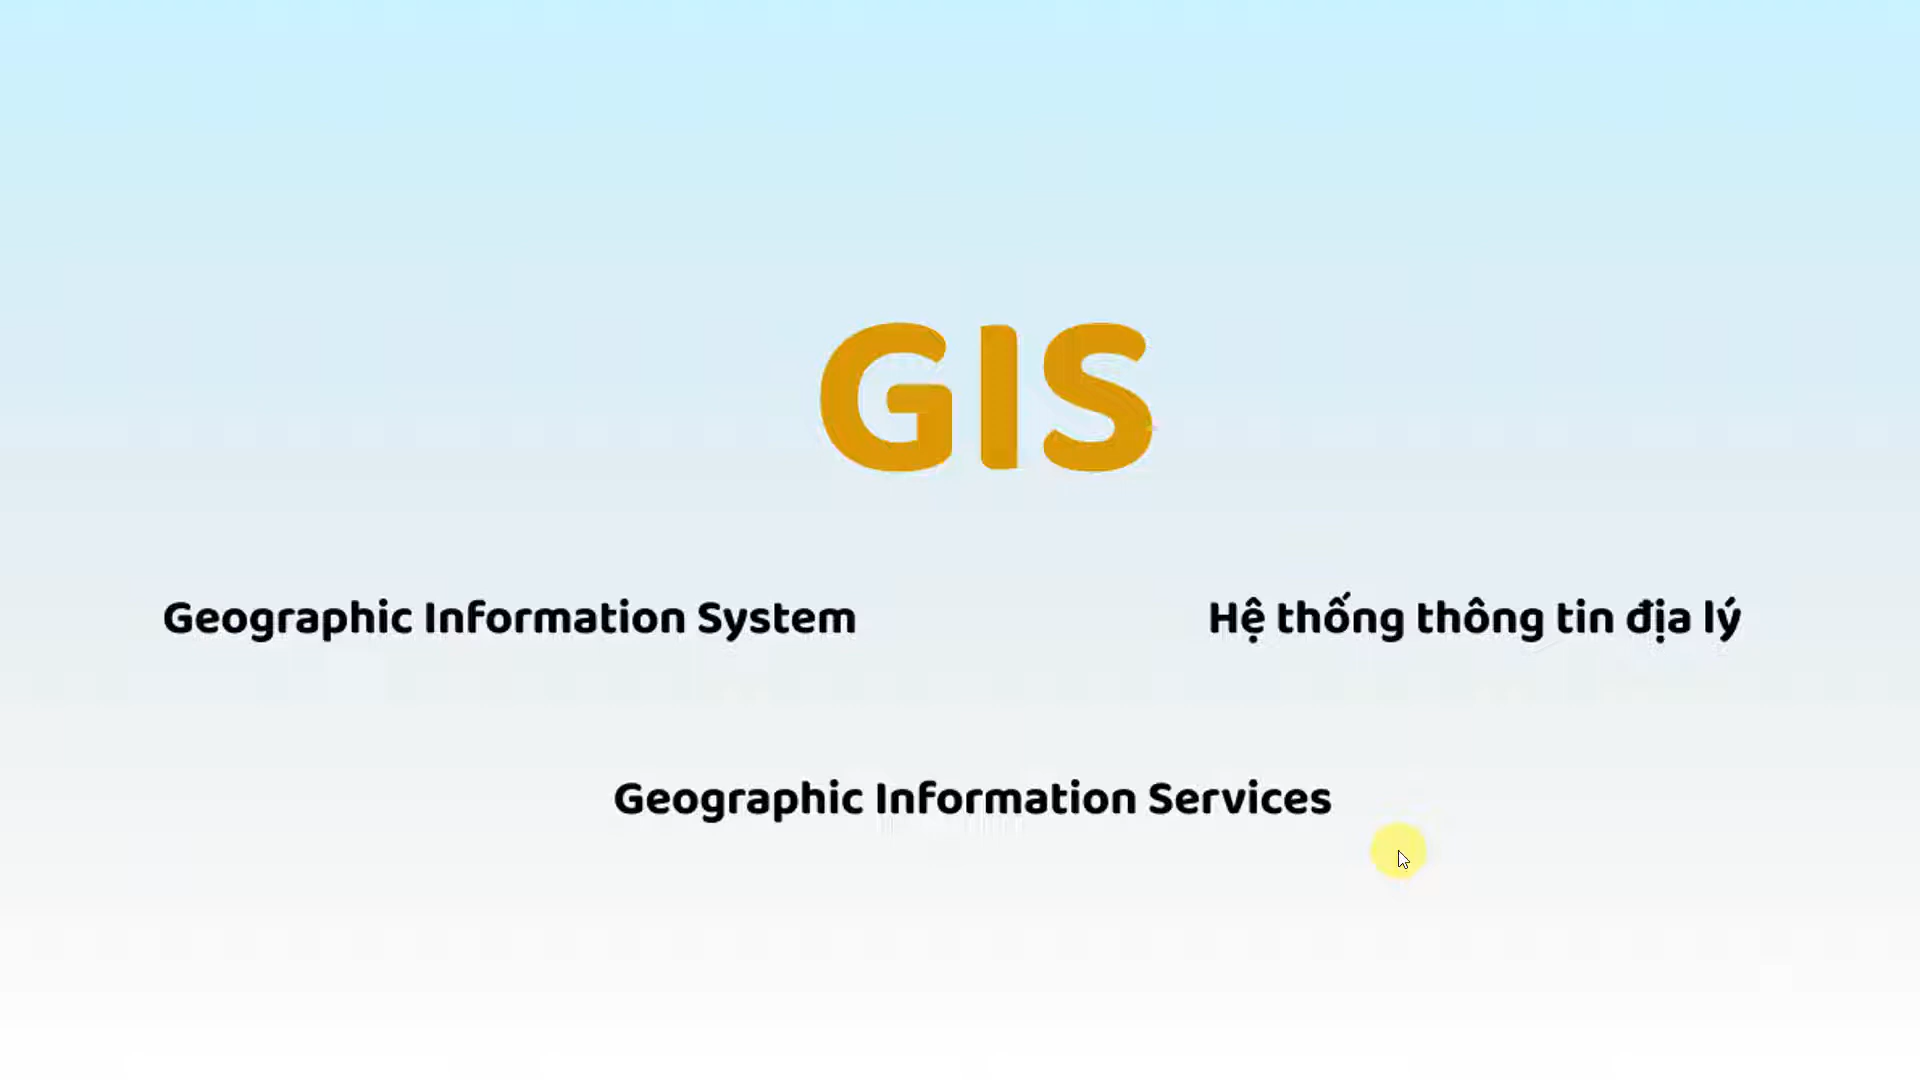 GIS
Geographic Information System
Hệ thống thông tin địa lý
Geographic Information Services